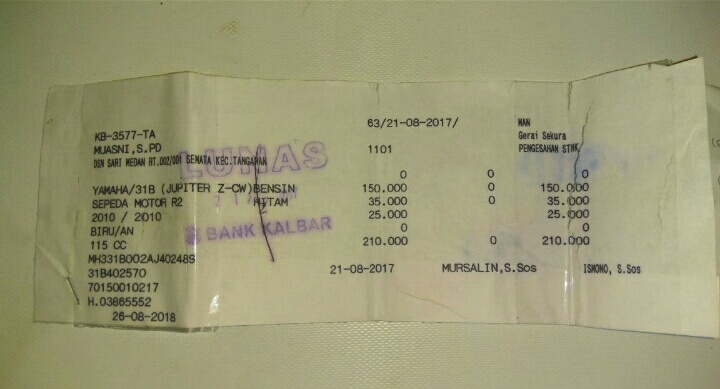 63/21-08-2017/ MAN
KB-3577-TA Gerai Sekura
MUASNI,S.PD 1101 PENGESAHAN STNK
DSN SARI MEDAN RT.002/001 SENATA KEC.TANGARAN
LUNAS
0 0 0
YAMAHA/31B (JUPITER Z-CW)BENSIN 150.000 0 150.000
SEPEDA MOTOR R2 HITAM 35.000 0 35.000
2010 / 2010 25.000 25.000
BIRU/AN 0 0
BANK KALBAR
115 CC 210.000 0 210.000
MH331B002AJ402489
31B402570 21-08-2017 MURSALIN,S.Sos ISMONO, S.Sos
70150010217
H.03865552
26-08-2018